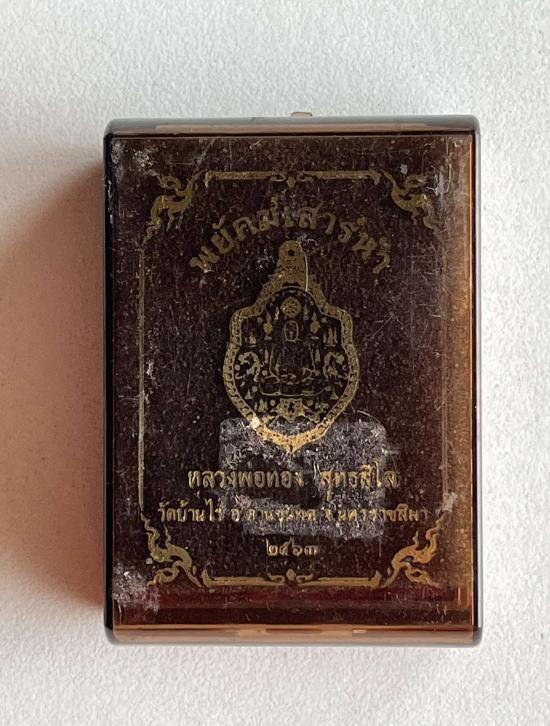 พยัคฆ์เสาร์ห้า
หลวงพ่อทอง สุทธสีโล
วัดบ้านไร่ อ.ด่านขุนทด จ.นครราชสีมา
๒๕๖๓